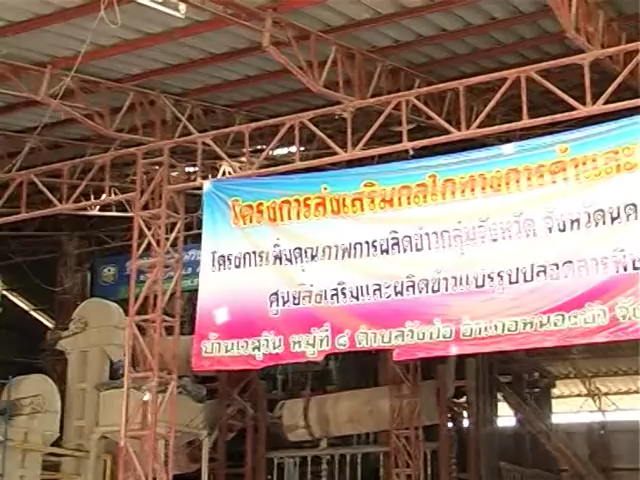 โครงการส่งเสริมกลไกทางการค้าและ
โครงการเพิ่มคุณภาพการผลิตข้าวกลุ่มจังหวัด จังหวัดนค
ศูนย์ส่งเสริมและผลิตข้าวแปรรูปปลอดสารพิษ
บ้านเวฬุวัน หมู่ที่ ๘ ตำบลวังบ่อ อำเภอหนองบัว จัง